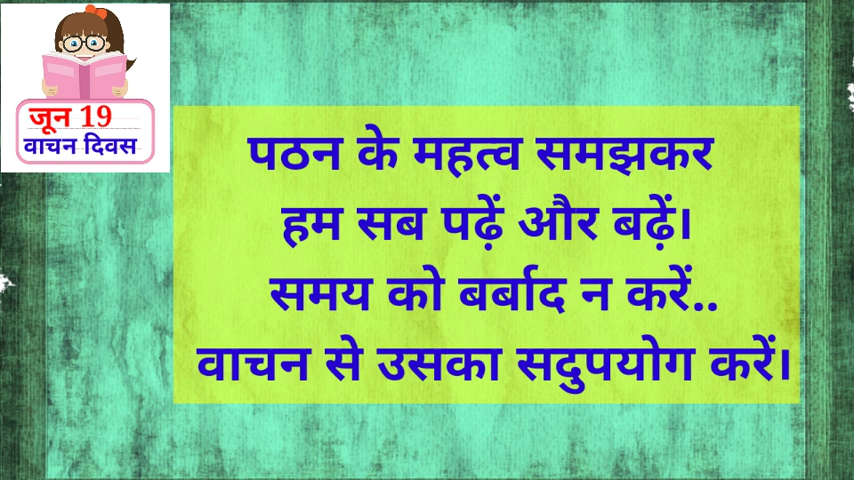 जून 19
वाचन दिवस
पठन के महत्व समझकर
हम सब पढ़ें और बढ़ें।
समय को बर्बाद न करें..
वाचन से उसका सदुपयोग करें।